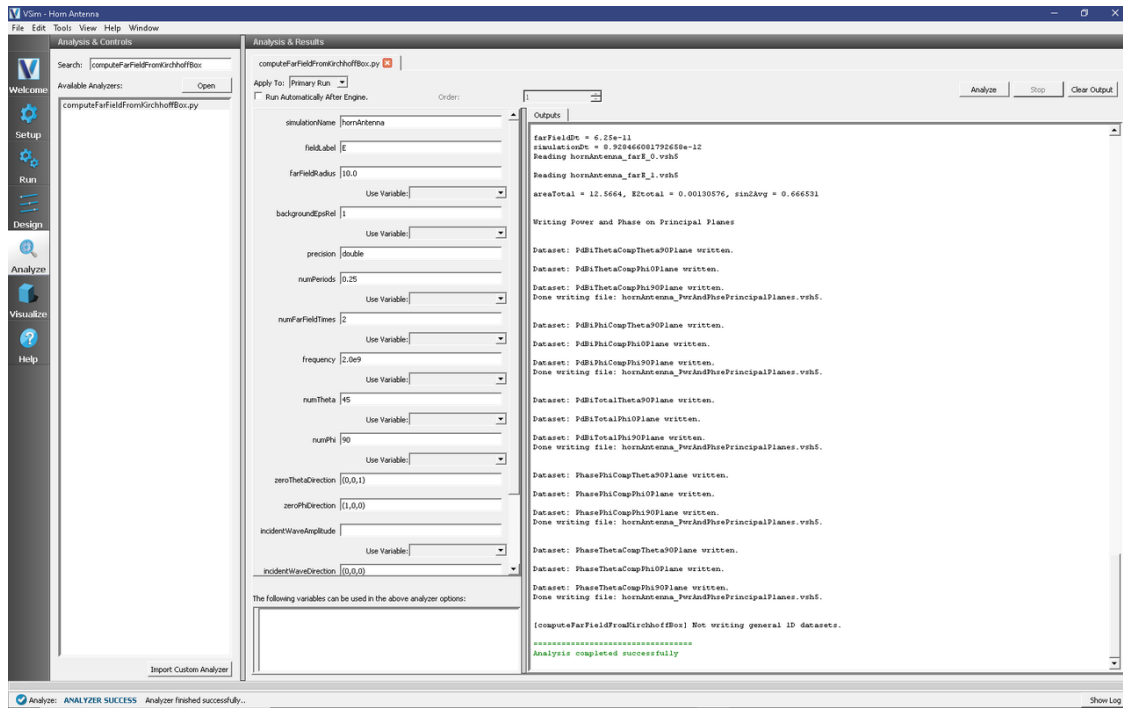 VSim - Horn Antenna
File Edit Tools View Help Window
Analysis & Controls
Analysis & Results
Welcome
Setup
Run
Design
Analyze
Visualize
Help
Search: computeFarFieldFromKirchhoffBox
Available Analyzers: Open
computeFarFieldFromKirchhoffBox.py
Import Custom Analyzer
computeFarFieldFromKirchhoffBox.py
Apply To: Primary Run
Run Automatically After Engine. Order: 1
Analyze Stop Clear Output
simulationName hornAntenna
fieldLabel E
farFieldRadius 10.0
Use Variable:
backgroundEpsRel 1
Use Variable:
precision double
numPeriods 0.25
Use Variable:
numFarFieldTimes 2
Use Variable:
frequency 2.0e9
Use Variable:
numTheta 45
Use Variable:
numPhi 90
Use Variable:
zeroThetaDirection (0,0,1)
zeroPhiDirection (1,0,0)
incidentWaveAmplitude
Use Variable:
incidentWaveDirection (0,0,0)
The following variables can be used in the above analyzer options:
Outputs
farFieldDt = 6.25e-11
simulationDt = 8.928466081792658e-12
Reading hornAntenna_farE_0.vsh5
Reading hornAntenna_farE_1.vsh5
areaTotal = 12.5664, E2total = 0.00130576, sin2Avg = 0.666531
Writing Power and Phase on Principal Planes
Dataset: PdBiThetaCompTheta90Plane written.
Dataset: PdBiThetaCompPhi0Plane written.
Dataset: PdBiThetaCompPhi90Plane written.
Done writing file: hornAntenna_PwrAndPhsePrincipalPlanes.vsh5.
Dataset: PdBiPhiCompTheta90Plane written.
Dataset: PdBiPhiCompPhi0Plane written.
Dataset: PdBiPhiCompPhi90Plane written.
Done writing file: hornAntenna_PwrAndPhsePrincipalPlanes.vsh5.
Dataset: PdBiTotalTheta90Plane written.
Dataset: PdBiTotalPhi0Plane written.
Dataset: PdBiTotalPhi90Plane written.
Done writing file: hornAntenna_PwrAndPhsePrincipalPlanes.vsh5.
Dataset: PhasePhiCompTheta90Plane written.
Dataset: PhasePhiCompPhi0Plane written.
Dataset: PhasePhiCompPhi90Plane written.
Done writing file: hornAntenna_PwrAndPhsePrincipalPlanes.vsh5.
Dataset: PhaseThetaCompTheta90Plane written.
Dataset: PhaseThetaCompPhi0Plane written.
Dataset: PhaseThetaCompPhi90Plane written.
Done writing file: hornAntenna_PwrAndPhsePrincipalPlanes.vsh5.
[computeFarFieldFromKirchhoffBox] Not writing general 1D datasets.
================================
Analysis completed successfully
Analyze: ANALYZER SUCCESS Analyzer finished successfully..
Show Log